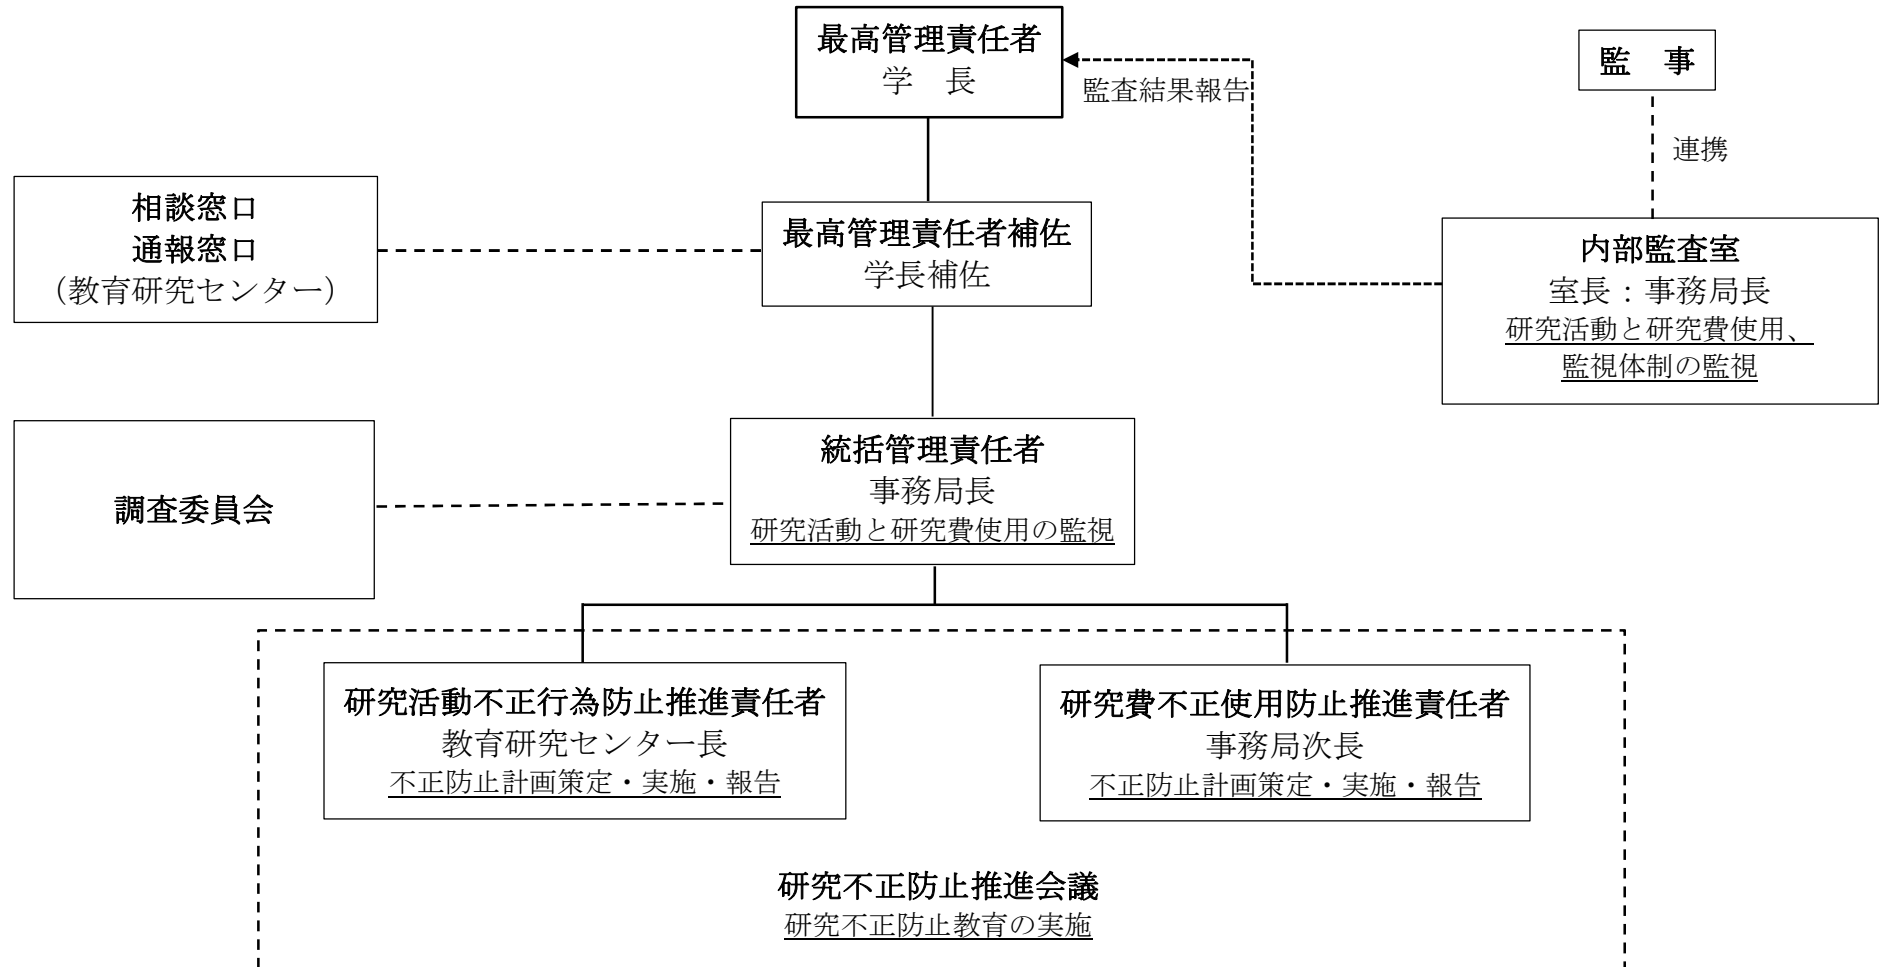 最高管理責任者
学　長
監査結果報告
監　事
連携
相談窓口
通報窓口
（教育研究センター）
最高管理責任者補佐
学長補佐
内部監査室
室長：事務局長
研究活動と研究費使用、
監視体制の監視
調査委員会
統括管理責任者
事務局長
研究活動と研究費使用の監視
研究活動不正行為防止推進責任者
教育研究センター長
不正防止計画策定・実施・報告
研究費不正使用防止推進責任者
事務局次長
不正防止計画策定・実施・報告
研究不正防止推進会議
研究不正防止教育の実施